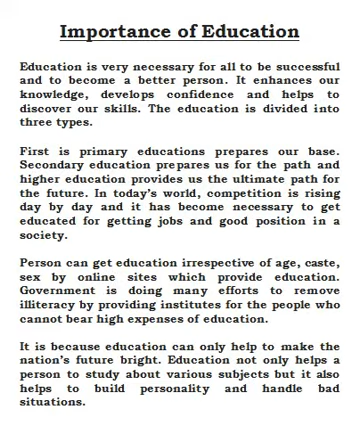 Importance of Education
Education is very necessary for all to be successful
and to become a better person. It enhances our
knowledge, develops confidence and helps to
discover our skills. The education is divided into
three types.
First is primary educations prepares our base.
Secondary education prepares us for the path and
higher education provides us the ultimate path for
the future. In today's world, competition is rising
day by day and it has become necessary to get
educated for getting jobs and good position in a
society.
Person can get education irrespective of age, caste,
sex by online sites which provide education.
Government is doing many efforts to remove
illiteracy by providing institutes for the people who
cannot bear high expenses of education.
It is because education can only help to make the
nation's future bright. Education not only helps a
person to study about various subjects but it also
helps to build personality and handle bad
situations.